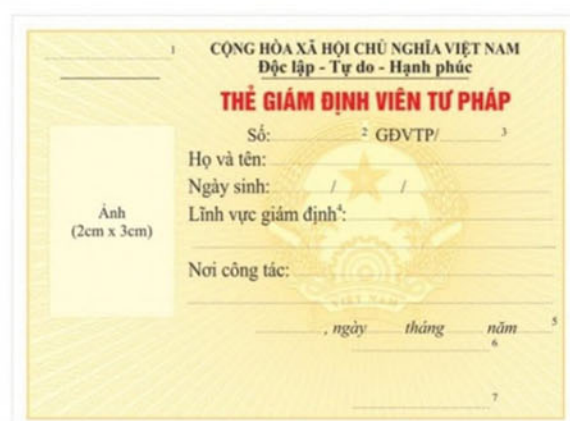 1
CỘNG HÒA XÃ HỘI CHỦ NGHĨA VIỆT NAM
Độc lập - Tự do - Hạnh phúc
THẺ GIÁM ĐỊNH VIÊN TƯ PHÁP
Số: 2 GĐVTP/ 3
Họ và tên:
Ngày sinh: / /
Ảnh
(2cm x 3cm)
Lĩnh vực giám định4:
Nơi công tác:
VIỆT NAM
, ngày tháng năm 5
6
7